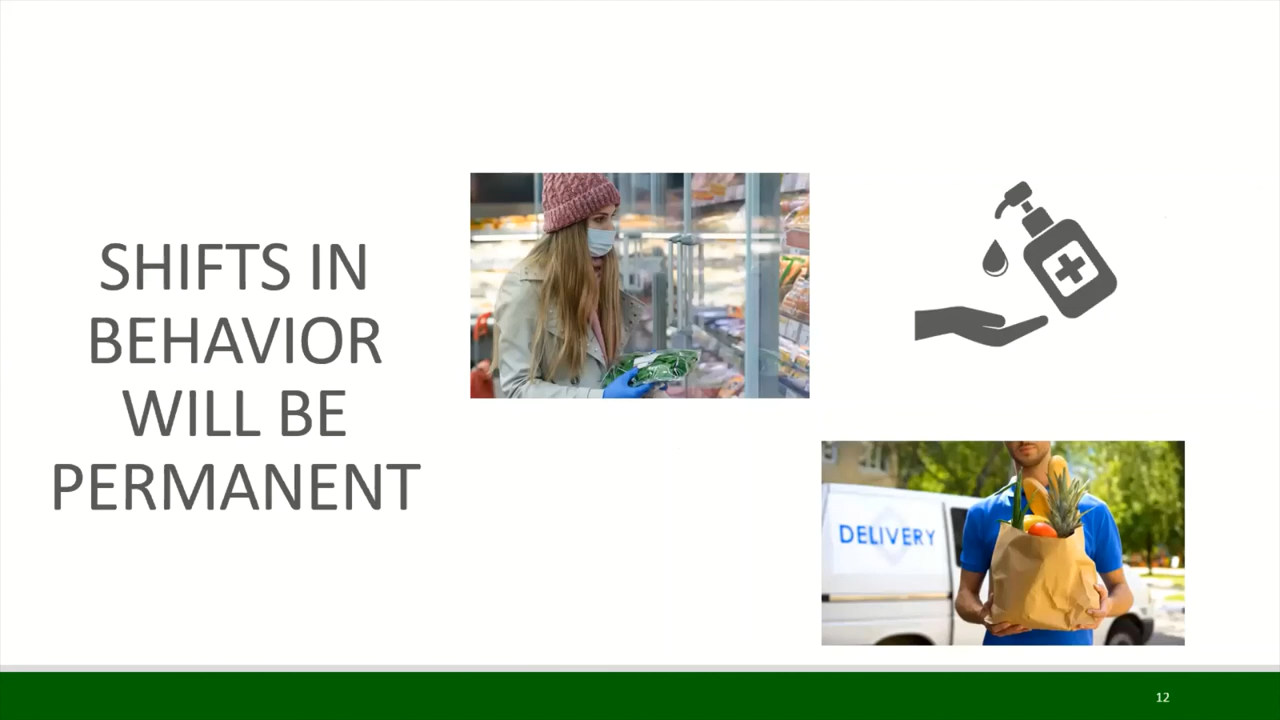 SHIFTS IN
BEHAVIOR
WILL BE
PERMANENT
DELIVERY
12